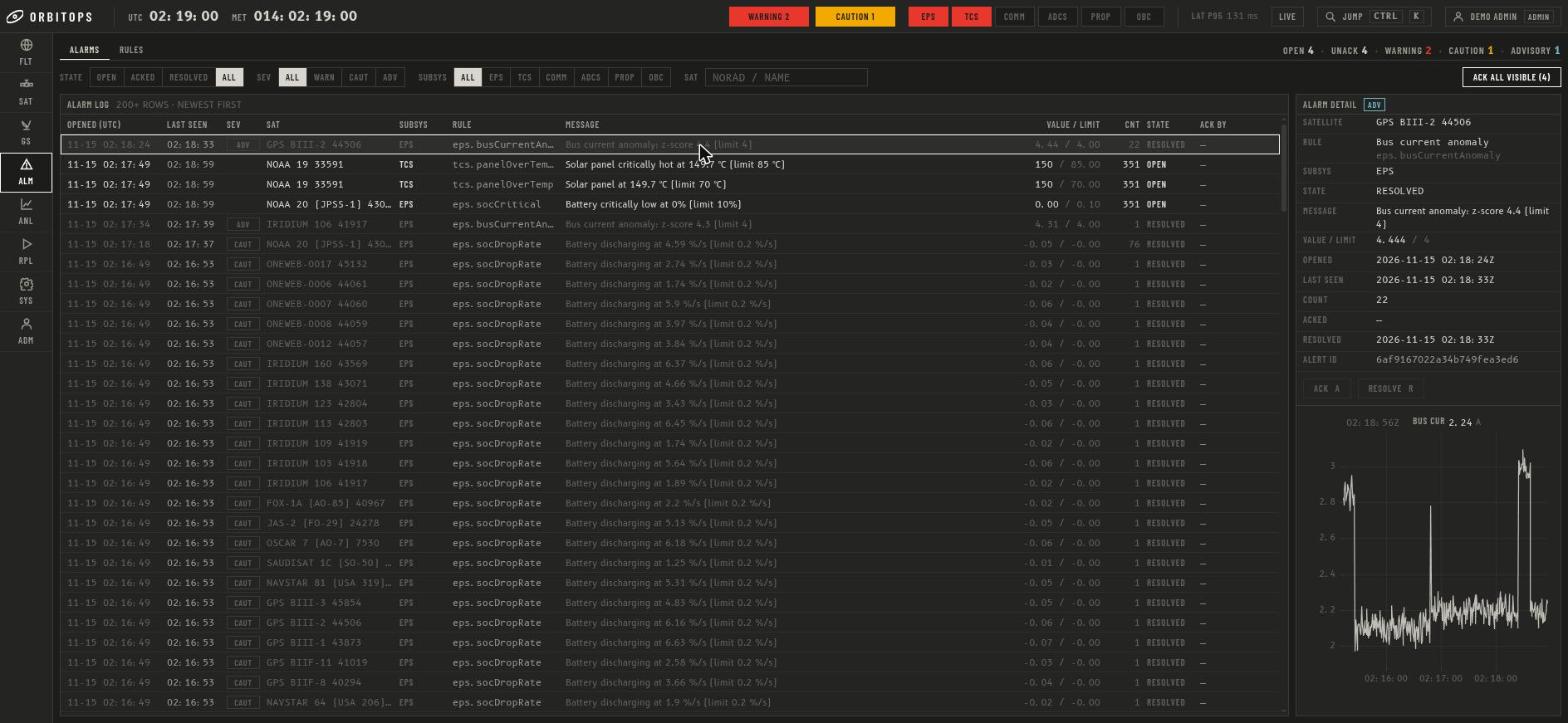 ORBITOPS UTC 02:19:00 MET 014:02:19:00 WARNING 2 CAUTION 1 EPS TCS COMM ADCS PROP OBC LAT P95 131 ms LIVE JUMP CTRL K DEMO ADMIN ADMIN
FLT
SAT
GS
ALM
ANL
RPL
SYS
ADM
ALARMS RULES OPEN 4 · UNACK 4 · WARNING 2 · CAUTION 1 · ADVISORY 1
STATE OPEN ACKED RESOLVED ALL SEV ALL WARN CAUT ADV SUBSYS ALL EPS TCS COMM ADCS PROP OBC SAT NORAD / NAME ACK ALL VISIBLE (4)
ALARM LOG 200+ ROWS · NEWEST FIRST
OPENED (UTC) LAST SEEN SEV SAT SUBSYS RULE MESSAGE VALUE / LIMIT CNT STATE ACK BY
11-15 02:18:24 02:18:33 ADV GPS BIII-2 44506 EPS eps.busCurrentAn… Bus current anomaly: z-score 4.4 [limit 4] 4.44 / 4.00 22 RESOLVED —
11-15 02:17:49 02:18:59 NOAA 19 33591 TCS tcs.panelOverTem… Solar panel critically hot at 149.7 °C [limit 85 °C] 150 / 85.00 351 OPEN
11-15 02:17:49 02:18:59 NOAA 19 33591 TCS tcs.panelOverTemp Solar panel at 149.7 °C [limit 70 °C] 150 / 70.00 351 OPEN
11-15 02:17:49 02:18:59 NOAA 20 [JPSS-1] 430… EPS eps.socCritical Battery critically low at 0% [limit 10%] 0.00 / 0.10 351 OPEN
11-15 02:17:34 02:17:39 ADV IRIDIUM 106 41917 EPS eps.busCurrentAn… Bus current anomaly: z-score 4.3 [limit 4] 4.31 / 4.00 1 RESOLVED —
11-15 02:17:18 02:17:37 CAUT NOAA 20 [JPSS-1] 430… EPS eps.socDropRate Battery discharging at 4.59 %/s [limit 0.2 %/s] -0.05 / -0.00 76 RESOLVED —
11-15 02:16:49 02:16:53 CAUT ONEWEB-0017 45132 EPS eps.socDropRate Battery discharging at 2.74 %/s [limit 0.2 %/s] -0.03 / -0.00 1 RESOLVED —
11-15 02:16:49 02:16:53 CAUT ONEWEB-0006 44061 EPS eps.socDropRate Battery discharging at 1.74 %/s [limit 0.2 %/s] -0.02 / -0.00 1 RESOLVED —
11-15 02:16:49 02:16:53 CAUT ONEWEB-0007 44060 EPS eps.socDropRate Battery discharging at 5.9 %/s [limit 0.2 %/s] -0.06 / -0.00 1 RESOLVED —
11-15 02:16:49 02:16:53 CAUT ONEWEB-0008 44059 EPS eps.socDropRate Battery discharging at 3.97 %/s [limit 0.2 %/s] -0.04 / -0.00 1 RESOLVED —
11-15 02:16:49 02:16:53 CAUT ONEWEB-0012 44057 EPS eps.socDropRate Battery discharging at 3.84 %/s [limit 0.2 %/s] -0.04 / -0.00 1 RESOLVED —
11-15 02:16:49 02:16:53 CAUT IRIDIUM 160 43569 EPS eps.socDropRate Battery discharging at 6.37 %/s [limit 0.2 %/s] -0.06 / -0.00 1 RESOLVED —
11-15 02:16:49 02:16:53 CAUT IRIDIUM 138 43071 EPS eps.socDropRate Battery discharging at 4.66 %/s [limit 0.2 %/s] -0.05 / -0.00 1 RESOLVED —
11-15 02:16:49 02:16:53 CAUT IRIDIUM 123 42804 EPS eps.socDropRate Battery discharging at 3.43 %/s [limit 0.2 %/s] -0.03 / -0.00 1 RESOLVED —
11-15 02:16:49 02:16:53 CAUT IRIDIUM 113 42803 EPS eps.socDropRate Battery discharging at 6.45 %/s [limit 0.2 %/s] -0.06 / -0.00 1 RESOLVED —
11-15 02:16:49 02:16:53 CAUT IRIDIUM 109 41919 EPS eps.socDropRate Battery discharging at 1.74 %/s [limit 0.2 %/s] -0.02 / -0.00 1 RESOLVED —
11-15 02:16:49 02:16:53 CAUT IRIDIUM 103 41918 EPS eps.socDropRate Battery discharging at 5.64 %/s [limit 0.2 %/s] -0.06 / -0.00 1 RESOLVED —
11-15 02:16:49 02:16:53 CAUT IRIDIUM 106 41917 EPS eps.socDropRate Battery discharging at 1.89 %/s [limit 0.2 %/s] -0.02 / -0.00 1 RESOLVED —
11-15 02:16:49 02:16:53 CAUT FOX-1A [AO-85] 40967 EPS eps.socDropRate Battery discharging at 2.2 %/s [limit 0.2 %/s] -0.02 / -0.00 1 RESOLVED —
11-15 02:16:49 02:16:53 CAUT JAS-2 [FO-29] 24278 EPS eps.socDropRate Battery discharging at 5.13 %/s [limit 0.2 %/s] -0.05 / -0.00 1 RESOLVED —
11-15 02:16:49 02:16:53 CAUT OSCAR 7 [AO-7] 7530 EPS eps.socDropRate Battery discharging at 6.18 %/s [limit 0.2 %/s] -0.06 / -0.00 1 RESOLVED —
11-15 02:16:49 02:16:53 CAUT SAUDISAT 1C [SO-50] … EPS eps.socDropRate Battery discharging at 1.25 %/s [limit 0.2 %/s] -0.01 / -0.00 1 RESOLVED —
11-15 02:16:49 02:16:53 CAUT NAVSTAR 81 [USA 319]… EPS eps.socDropRate Battery discharging at 5.31 %/s [limit 0.2 %/s] -0.05 / -0.00 1 RESOLVED —
11-15 02:16:49 02:16:53 CAUT GPS BIII-3 45854 EPS eps.socDropRate Battery discharging at 4.83 %/s [limit 0.2 %/s] -0.05 / -0.00 1 RESOLVED —
11-15 02:16:49 02:16:53 CAUT GPS BIII-2 44506 EPS eps.socDropRate Battery discharging at 6.16 %/s [limit 0.2 %/s] -0.06 / -0.00 1 RESOLVED —
11-15 02:16:49 02:16:53 CAUT GPS BIII-1 43873 EPS eps.socDropRate Battery discharging at 6.63 %/s [limit 0.2 %/s] -0.07 / -0.00 1 RESOLVED —
11-15 02:16:49 02:16:53 CAUT GPS BIIF-11 41019 EPS eps.socDropRate Battery discharging at 2.58 %/s [limit 0.2 %/s] -0.03 / -0.00 1 RESOLVED —
11-15 02:16:49 02:16:53 CAUT GPS BIIF-8 40294 EPS eps.socDropRate Battery discharging at 3.66 %/s [limit 0.2 %/s] -0.04 / -0.00 1 RESOLVED —
11-15 02:16:49 02:16:53 CAUT NAVSTAR 64 [USA 206]… EPS eps.socDropRate Battery discharging at 1.9 %/s [limit 0.2 %/s] -0.02 / -0.00 1 RESOLVED —
ALARM DETAIL ADV
SATELLITE GPS BIII-2 44506
RULE Bus current anomaly
eps.busCurrentAnomaly
SUBSYS EPS
STATE RESOLVED
MESSAGE Bus current anomaly: z-score 4.4 [limit
4]
VALUE / LIMIT 4.444 / 4
OPENED 2026-11-15 02:18:24Z
LAST SEEN 2026-11-15 02:18:33Z
COUNT 22
ACKED —
RESOLVED 2026-11-15 02:18:33Z
ALERT ID 6af9167022a34b749fea3ed6
ACK A RESOLVE R
02:18:56Z BUS CUR 2.24 A
3
2.8
2.6
2.4
2.2
2
02:16:00 02:17:00 02:18:00